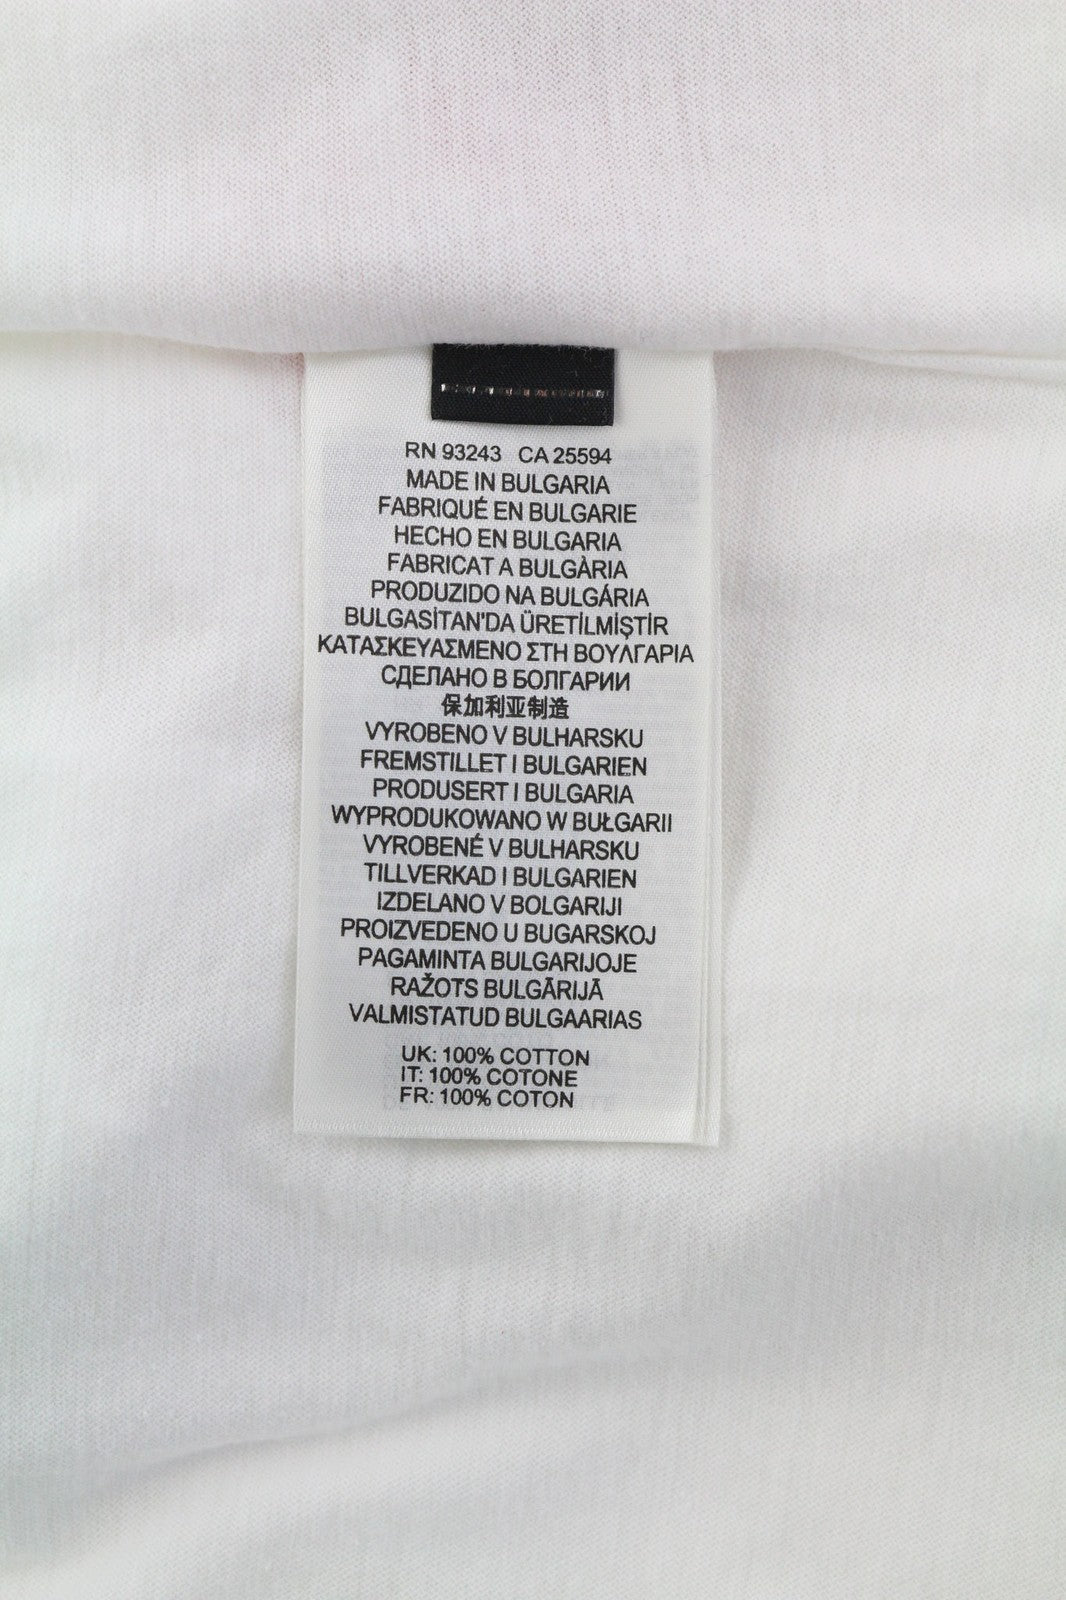 RN 93243 CA 25594
MADE IN BULGARIA
FABRIQUÉ EN BULGARIE
HECHO EN BULGARIA
FABRICAT A BULGÀRIA
PRODUZIDO NA BULGÁRIA
BULGASİTAN'DA ÜRETİLMİŞTİR
ΚΑΤΑΣΚΕΥΑΣΜΕΝΟ ΣΤΗ ΒΟΥΛΓΑΡΙΑ
СДЕЛАНО В БОЛГАРИИ
保加利亚制造
VYROBENO V BULHARSKU
FREMSTILLET I BULGARIEN
PRODUSERT I BULGARIA
WYPRODUKOWANO W BUŁGARII
VYROBENÉ V BULHARSKU
TILLVERKAD I BULGARIEN
IZDELANO V BOLGARIJI
PROIZVEDENO U BUGARSKOJ
PAGAMINTA BULGARIJOJE
RAŽOTS BULGĀRIJĀ
VALMISTATUD BULGAARIAS
UK: 100% COTTON
IT: 100% COTONE
FR: 100% COTON